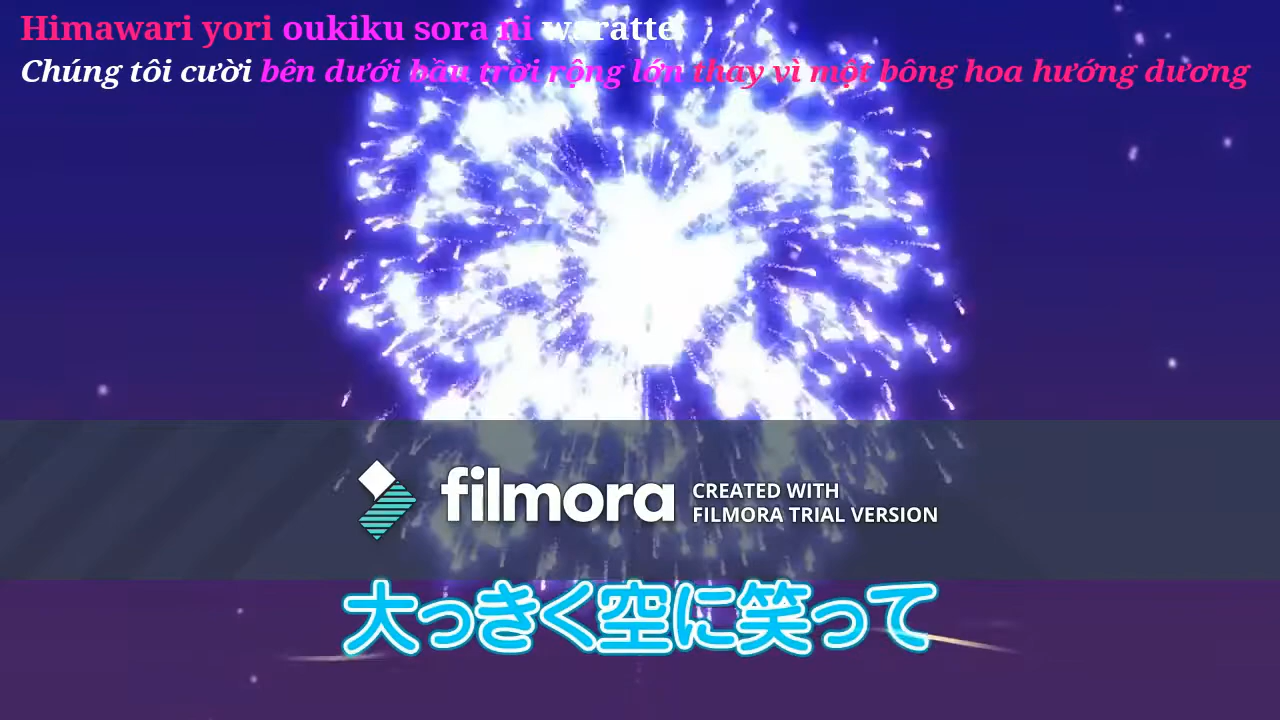 Himawari yori oukiku sora ni waratte
Chúng tôi cười bên dưới bầu trời rộng lớn thay vì một bông hoa hướng dương
filmora
CREATED WITH
FILMORA TRIAL VERSION
大っきく空に笑って